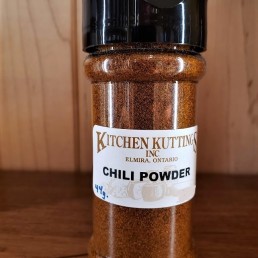 KITCHEN KUTTINGS
INC
ELMIRA, ONTARIO
CHILI POWDER
44g.